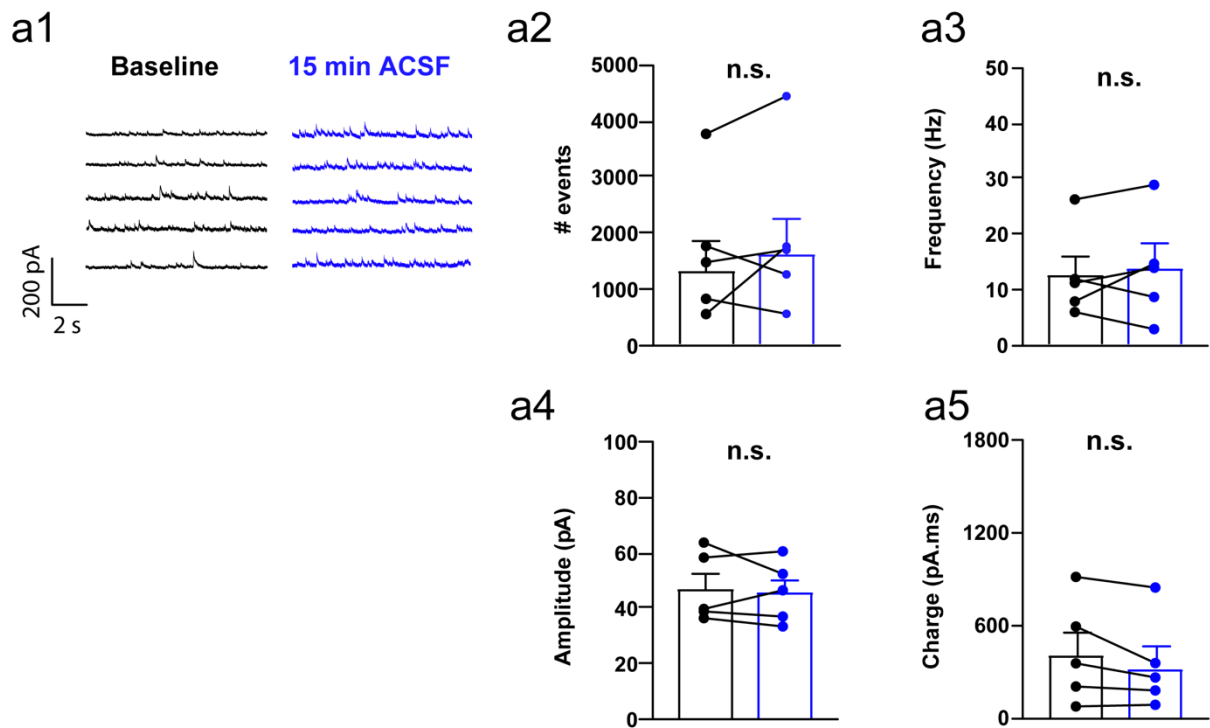 a1
Baseline
15 min ACSF
200 pA
2 s
a2
n.s.
# events
5000
4000
3000
2000
1000
0
a3
n.s.
Frequency (Hz)
50
40
30
20
10
0
a4
n.s.
Amplitude (pA)
100
80
60
40
20
0
a5
n.s.
Charge (pA.ms)
1800
1200
600
0